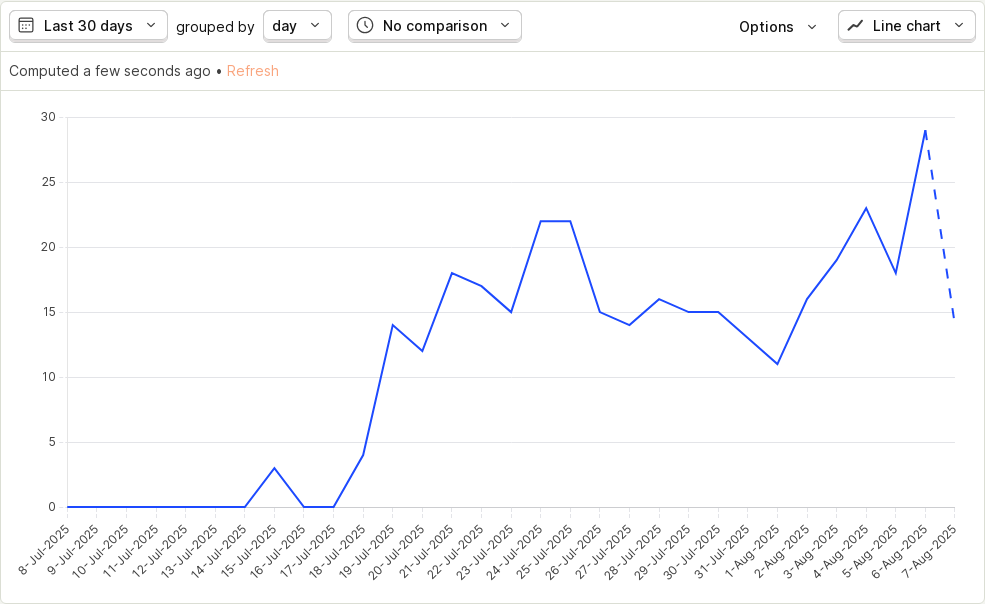 Last 30 days grouped by day No comparison Options Line chart
Computed a few seconds ago • Refresh
30
25
20
15
10
5
0
8-Jul-2025
9-Jul-2025
10-Jul-2025
11-Jul-2025
12-Jul-2025
13-Jul-2025
14-Jul-2025
15-Jul-2025
16-Jul-2025
17-Jul-2025
18-Jul-2025
19-Jul-2025
20-Jul-2025
21-Jul-2025
22-Jul-2025
23-Jul-2025
24-Jul-2025
25-Jul-2025
26-Jul-2025
27-Jul-2025
28-Jul-2025
29-Jul-2025
30-Jul-2025
31-Jul-2025
1-Aug-2025
2-Aug-2025
3-Aug-2025
4-Aug-2025
5-Aug-2025
6-Aug-2025
7-Aug-2025